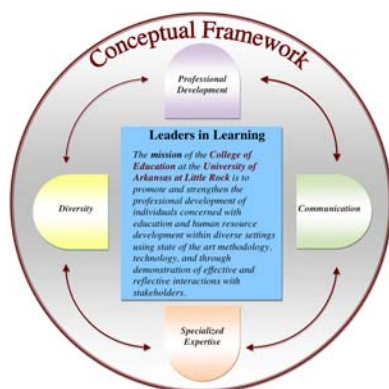 Conceptual Framework
Professional
Development
Leaders in Learning
The mission of the College of
Education at the University of
Arkansas at Little Rock is to
promote and strengthen the
professional development of
individuals concerned with
education and human resource
development within diverse settings
using state of the art methodology,
technology, and through
demonstration of effective and
reflective interactions with
stakeholders.
Diversity
Communication
Specialized
Expertise